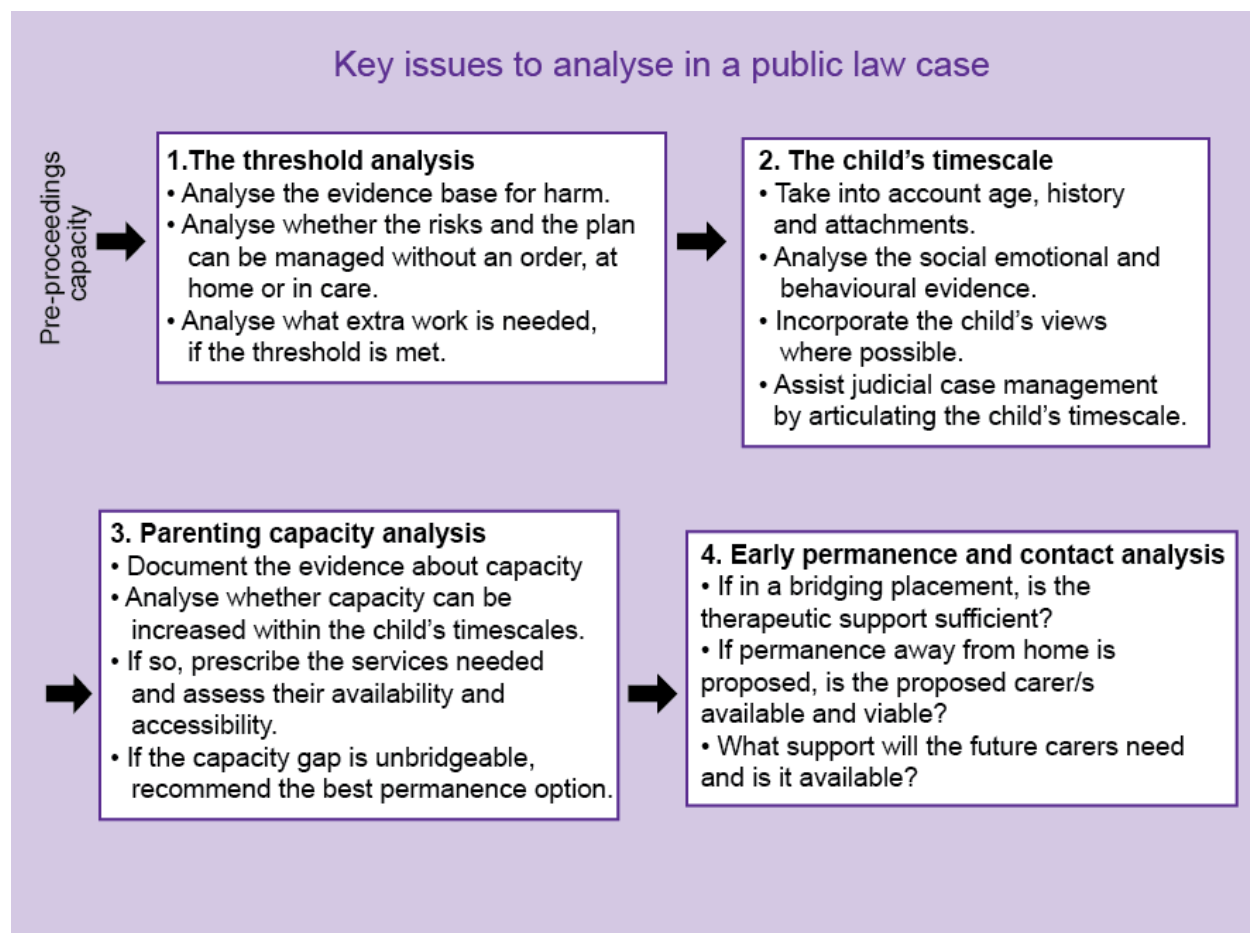 Key issues to analyse in a public law case
Pre-proceedings
capacity
1.The threshold analysis
• Analyse the evidence base for harm.
• Analyse whether the risks and the plan
can be managed without an order, at
home or in care.
• Analyse what extra work is needed,
if the threshold is met.
2. The child's timescale
• Take into account age, history
and attachments.
• Analyse the social emotional and
behavioural evidence.
• Incorporate the child's views
where possible.
• Assist judicial case management
by articulating the child's timescale.
3. Parenting capacity analysis
• Document the evidence about capacity
• Analyse whether capacity can be
increased within the child's timescales.
• If so, prescribe the services needed
and assess their availability and
accessibility.
• If the capacity gap is unbridgeable,
recommend the best permanence option.
4. Early permanence and contact analysis
• If in a bridging placement, is the
therapeutic support sufficient?
• If permanence away from home is
proposed, is the proposed carer/s
available and viable?
• What support will the future carers need
and is it available?